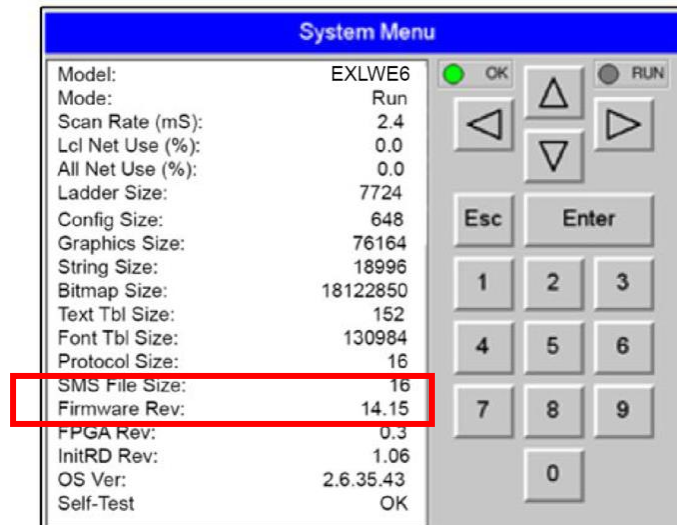 System Menu
Model: EXLWE6
Mode: Run
Scan Rate (mS): 2.4
Lcl Net Use (%): 0.0
All Net Use (%): 0.0
Ladder Size: 7724
Config Size: 648
Graphics Size: 76164
String Size: 18996
Bitmap Size: 18122850
Text Tbl Size: 152
Font Tbl Size: 130984
Protocol Size: 16
SMS File Size: 16
Firmware Rev: 14.15
FPGA Rev: 0.3
InitRD Rev: 1.06
OS Ver: 2.6.35.43
Self-Test OK
OK RUN
Esc Enter
1 2 3
4 5 6
7 8 9
0